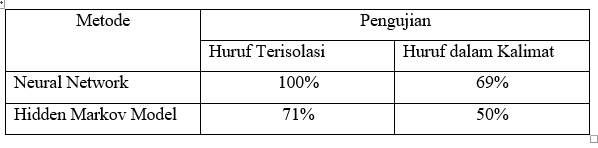 Metode Pengujian
Huruf Terisolasi Huruf dalam Kalimat
Neural Network 100% 69%
Hidden Markov Model 71% 50%